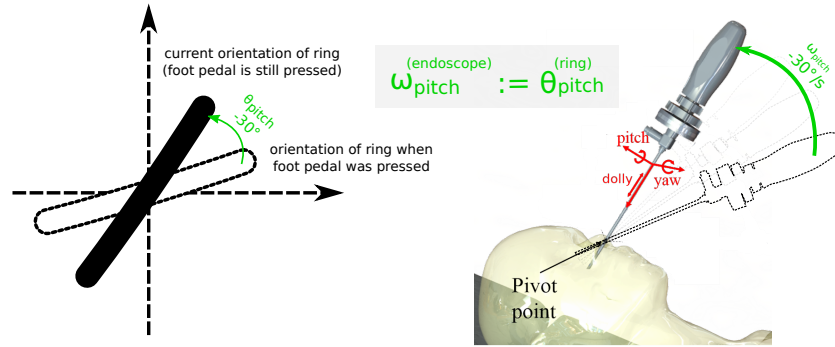 current orientation of ring
(foot pedal is still pressed)
θpitch
-30°
orientation of ring when
foot pedal was pressed
ωpitch(endoscope) := θpitch(ring)
ωpitch
-30°/s
pitch
dolly
yaw
Pivot
point